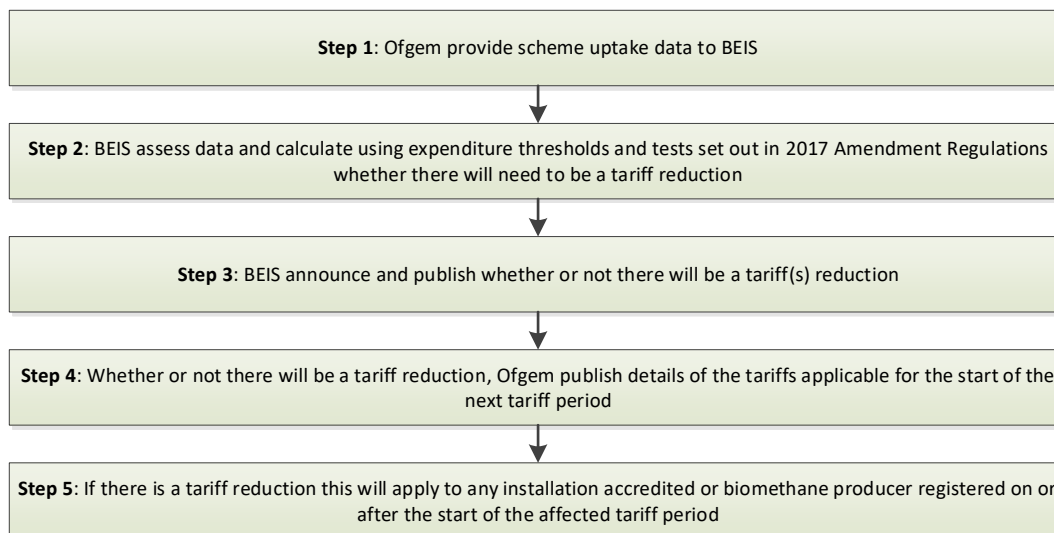 Step 1: Ofgem provide scheme uptake data to BEIS
Step 2: BEIS assess data and calculate using expenditure thresholds and tests set out in 2017 Amendment Regulations
whether there will need to be a tariff reduction
Step 3: BEIS announce and publish whether or not there will be a tariff(s) reduction
Step 4: Whether or not there will be a tariff reduction, Ofgem publish details of the tariffs applicable for the start of the
next tariff period
Step 5: If there is a tariff reduction this will apply to any installation accredited or biomethane producer registered on or
after the start of the affected tariff period